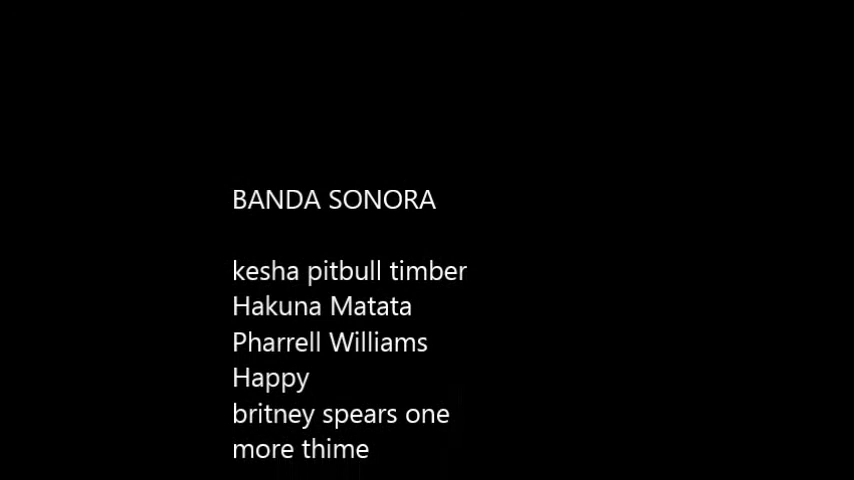 BANDA SONORA
kesha pitbull timber
Hakuna Matata
Pharrell Williams
Happy
britney spears one
more thime